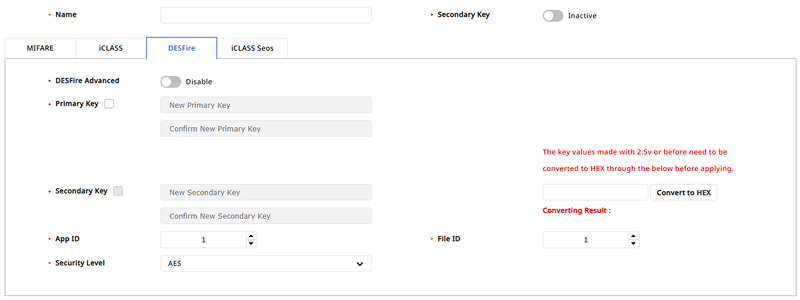 Name
Secondary Key
Inactive
MIFARE
iCLASS
DESFire
iCLASS Seos
DESFire Advanced
Disable
Primary Key
New Primary Key
Confirm New Primary Key
The key values made with 2.5v or before need to be
converted to HEX through the below before applying.
Secondary Key
New Secondary Key
Convert to HEX
Confirm New Secondary Key
Converting Result :
App ID
1
File ID
1
Security Level
AES